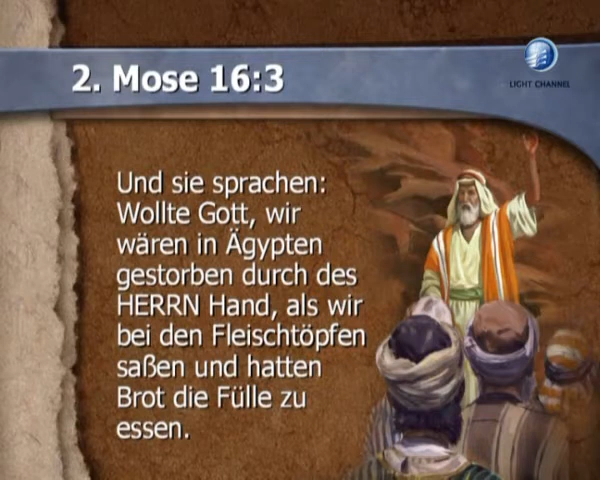 2. Mose 16:3
LIGHT CHANNEL
Und sie sprachen:
Wollte Gott, wir
wären in Ägypten
gestorben durch des
HERRN Hand, als wir
bei den Fleischtöpfen
saßen und hatten
Brot die Fülle zu
essen.